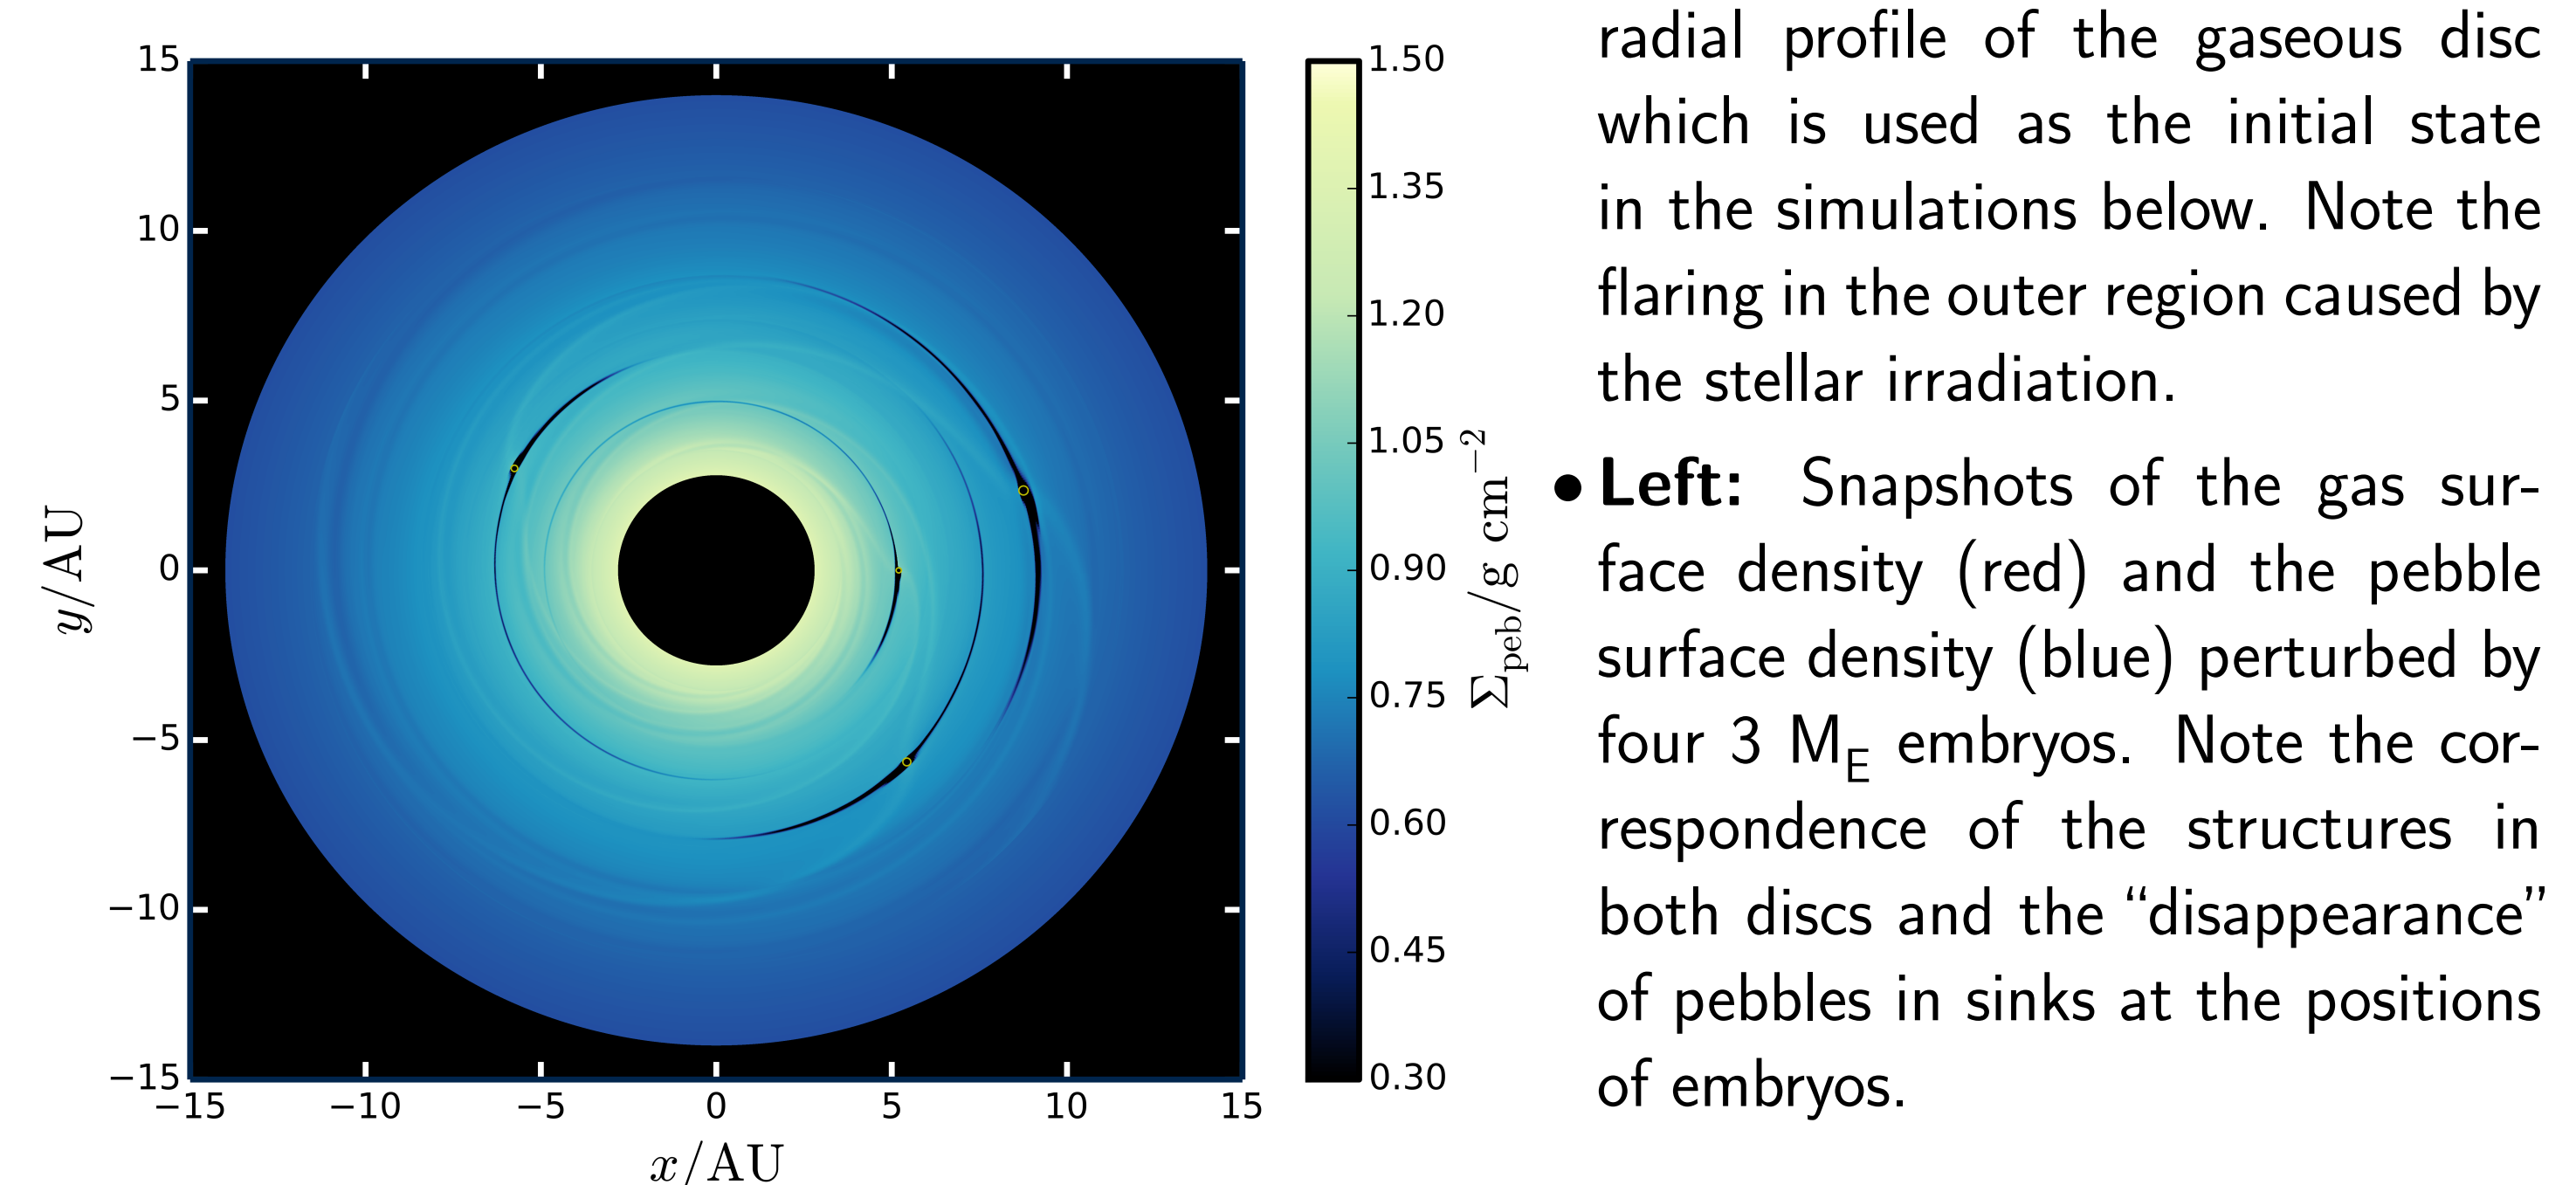 15
10
5
0
−5
−10
−15
−15
−10
−5
0
5
10
15
x/AU
y/AU
1.50
1.35
1.20
1.05
0.90
0.75
0.60
0.45
0.30
Σpeb/g cm−2
radial profile of the gaseous disc
which is used as the initial state
in the simulations below. Note the
flaring in the outer region caused by
the stellar irradiation.
• Left: Snapshots of the gas sur-
face density (red) and the pebble
surface density (blue) perturbed by
four 3 ME embryos. Note the cor-
respondence of the structures in
both discs and the “disappearance”
of pebbles in sinks at the positions
of embryos.